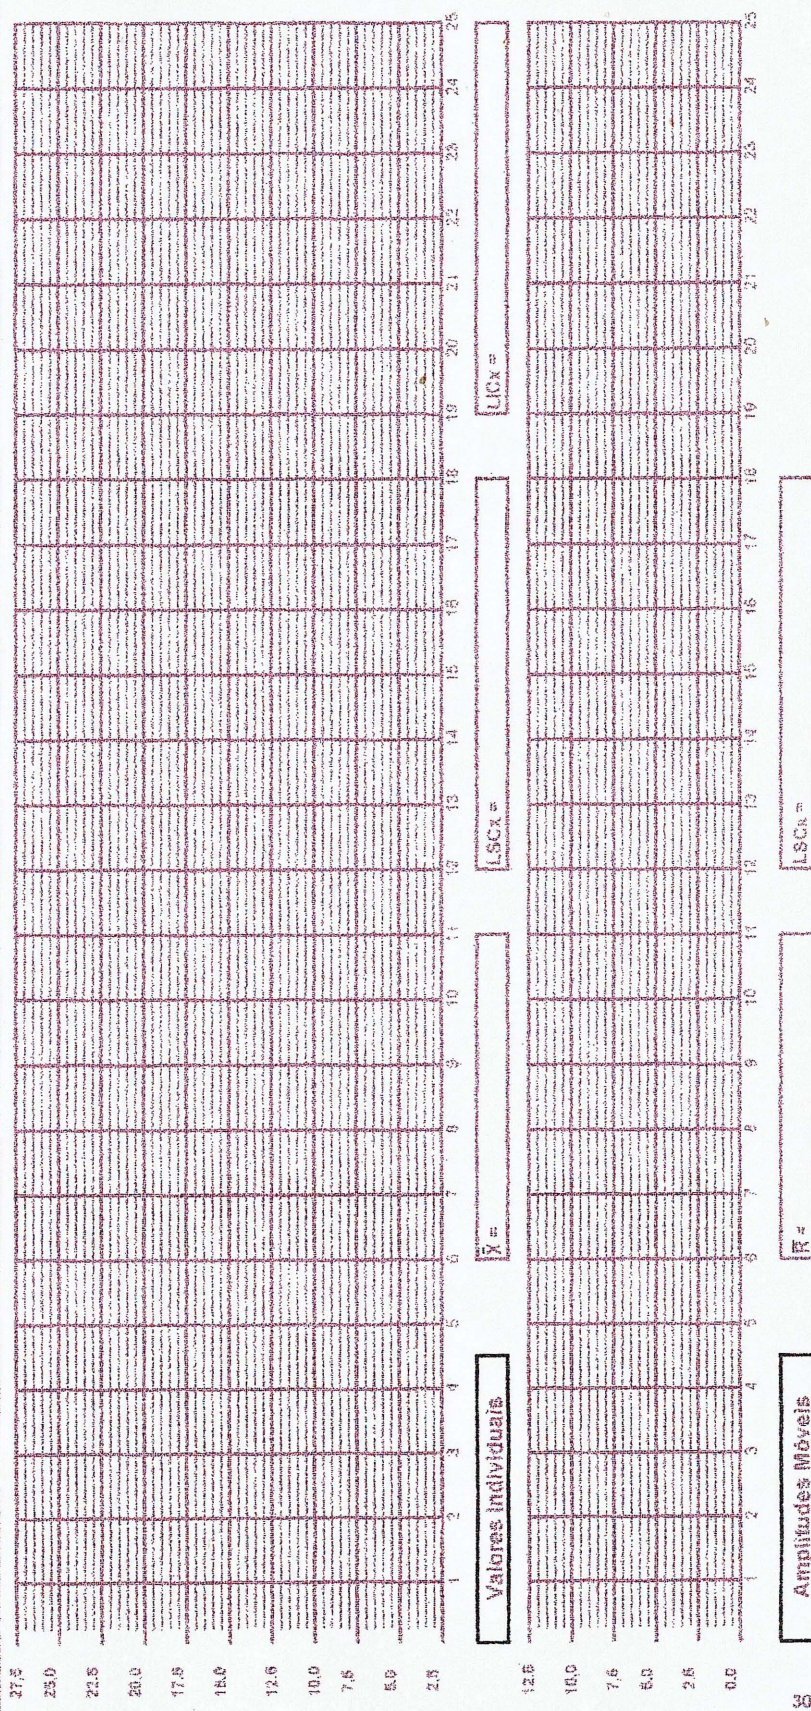 27,5
25,0
22,5
20,0
17,5
15,0
12,5
10,0
7,5
5,0
2,5
1 2 3 4 5 6 7 8 9 10 11 12 13 14 15 16 17 18 19 20 21 22 23 24 25
Valores Individuais
X̄ =
LSCx =
LICx =
12,5
10,0
7,5
5,0
2,5
0,0
1 2 3 4 5 6 7 8 9 10 11 12 13 14 15 16 17 18 19 20 21 22 23 24 25
Amplitudes Móveis
R̄ =
LSCR =
30